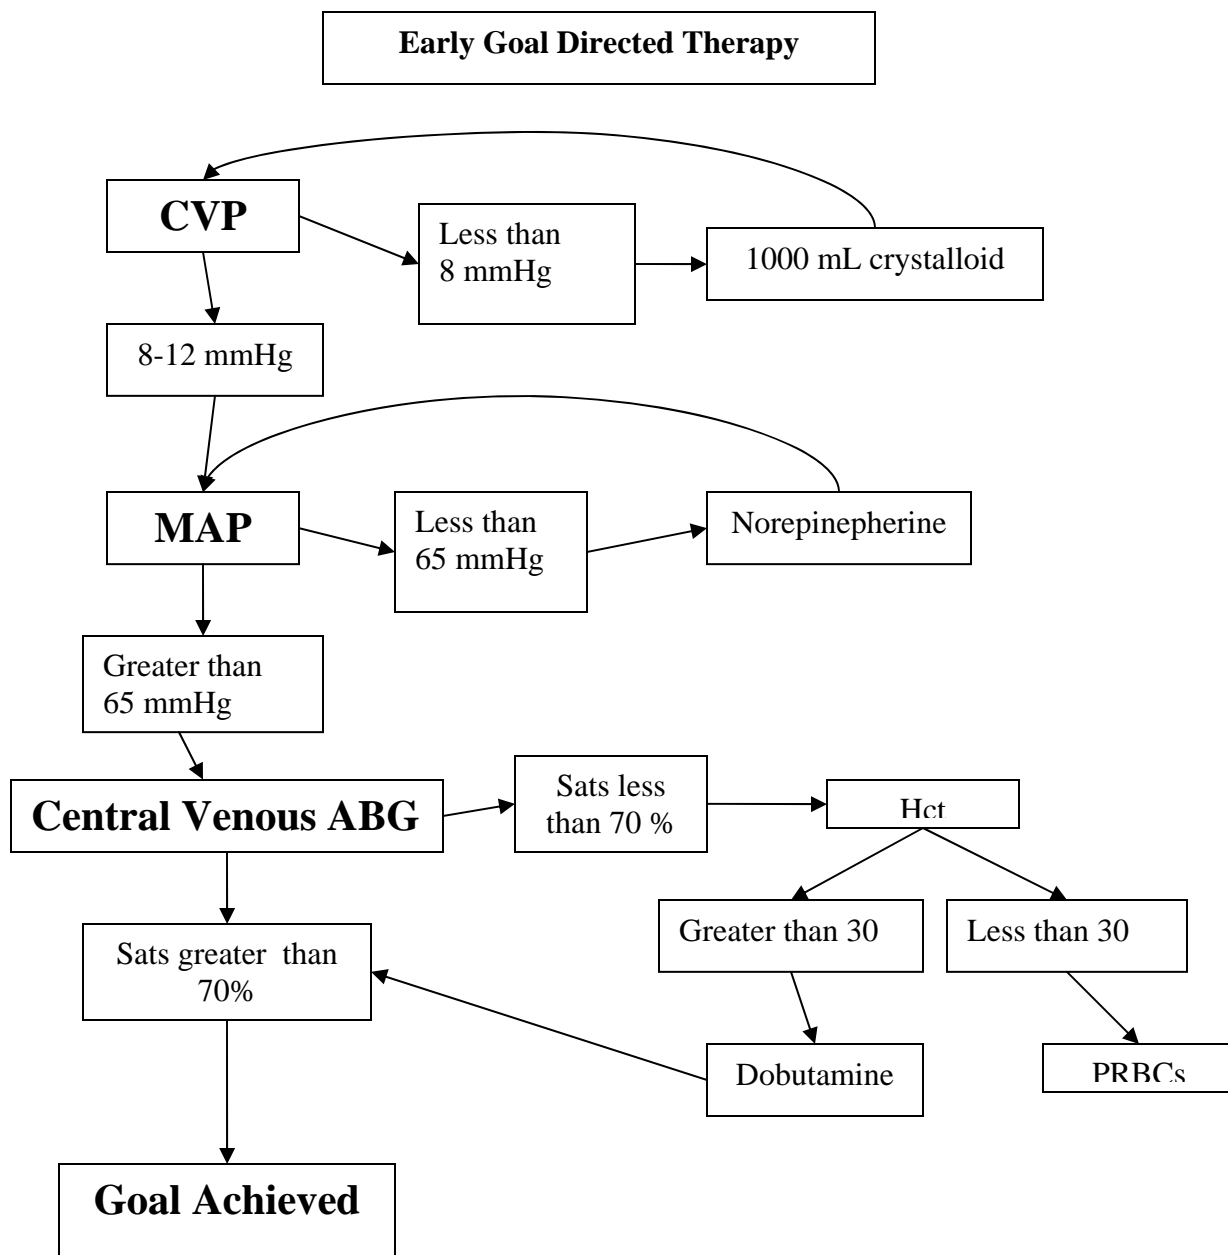 Early Goal Directed Therapy
CVP
Less than
8 mmHg
1000 mL crystalloid
8-12 mmHg
MAP
Less than
65 mmHg
Norepinepherine
Greater than
65 mmHg
Central Venous ABG
Sats less
than 70 %
Hct
Greater than 30
Less than 30
Sats greater  than
70%
Dobutamine
PRBCs
Goal Achieved